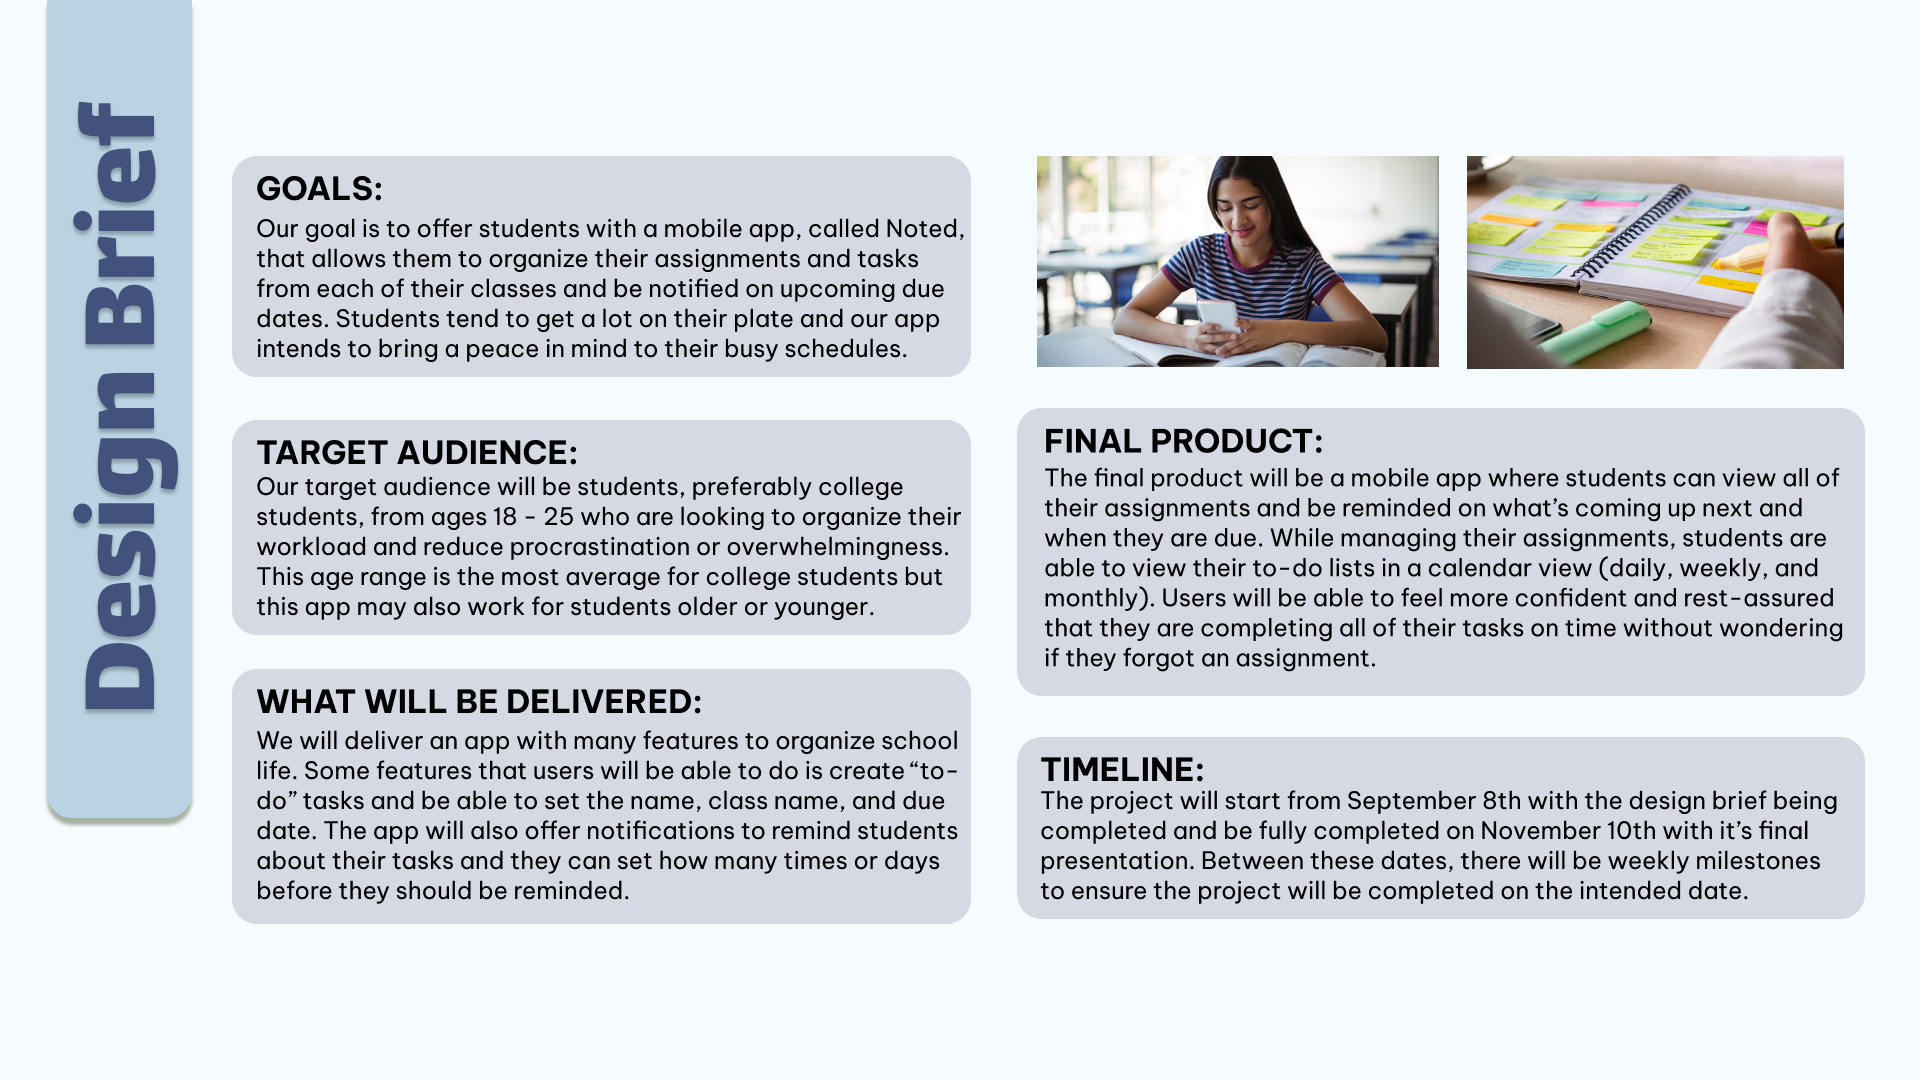 Design Brief
GOALS:
Our goal is to offer students with a mobile app, called Noted,
that allows them to organize their assignments and tasks
from each of their classes and be notified on upcoming due
dates. Students tend to get a lot on their plate and our app
intends to bring a peace in mind to their busy schedules.
TARGET AUDIENCE:
Our target audience will be students, preferably college
students, from ages 18 - 25 who are looking to organize their
workload and reduce procrastination or overwhelmingness.
This age range is the most average for college students but
this app may also work for students older or younger.
WHAT WILL BE DELIVERED:
We will deliver an app with many features to organize school
life. Some features that users will be able to do is create “to-
do” tasks and be able to set the name, class name, and due
date. The app will also offer notifications to remind students
about their tasks and they can set how many times or days
before they should be reminded.
FINAL PRODUCT:
The final product will be a mobile app where students can view all of
their assignments and be reminded on what’s coming up next and
when they are due. While managing their assignments, students are
able to view their to-do lists in a calendar view (daily, weekly, and
monthly). Users will be able to feel more confident and rest-assured
that they are completing all of their tasks on time without wondering
if they forgot an assignment.
TIMELINE:
The project will start from September 8th with the design brief being
completed and be fully completed on November 10th with it’s final
presentation. Between these dates, there will be weekly milestones
to ensure the project will be completed on the intended date.